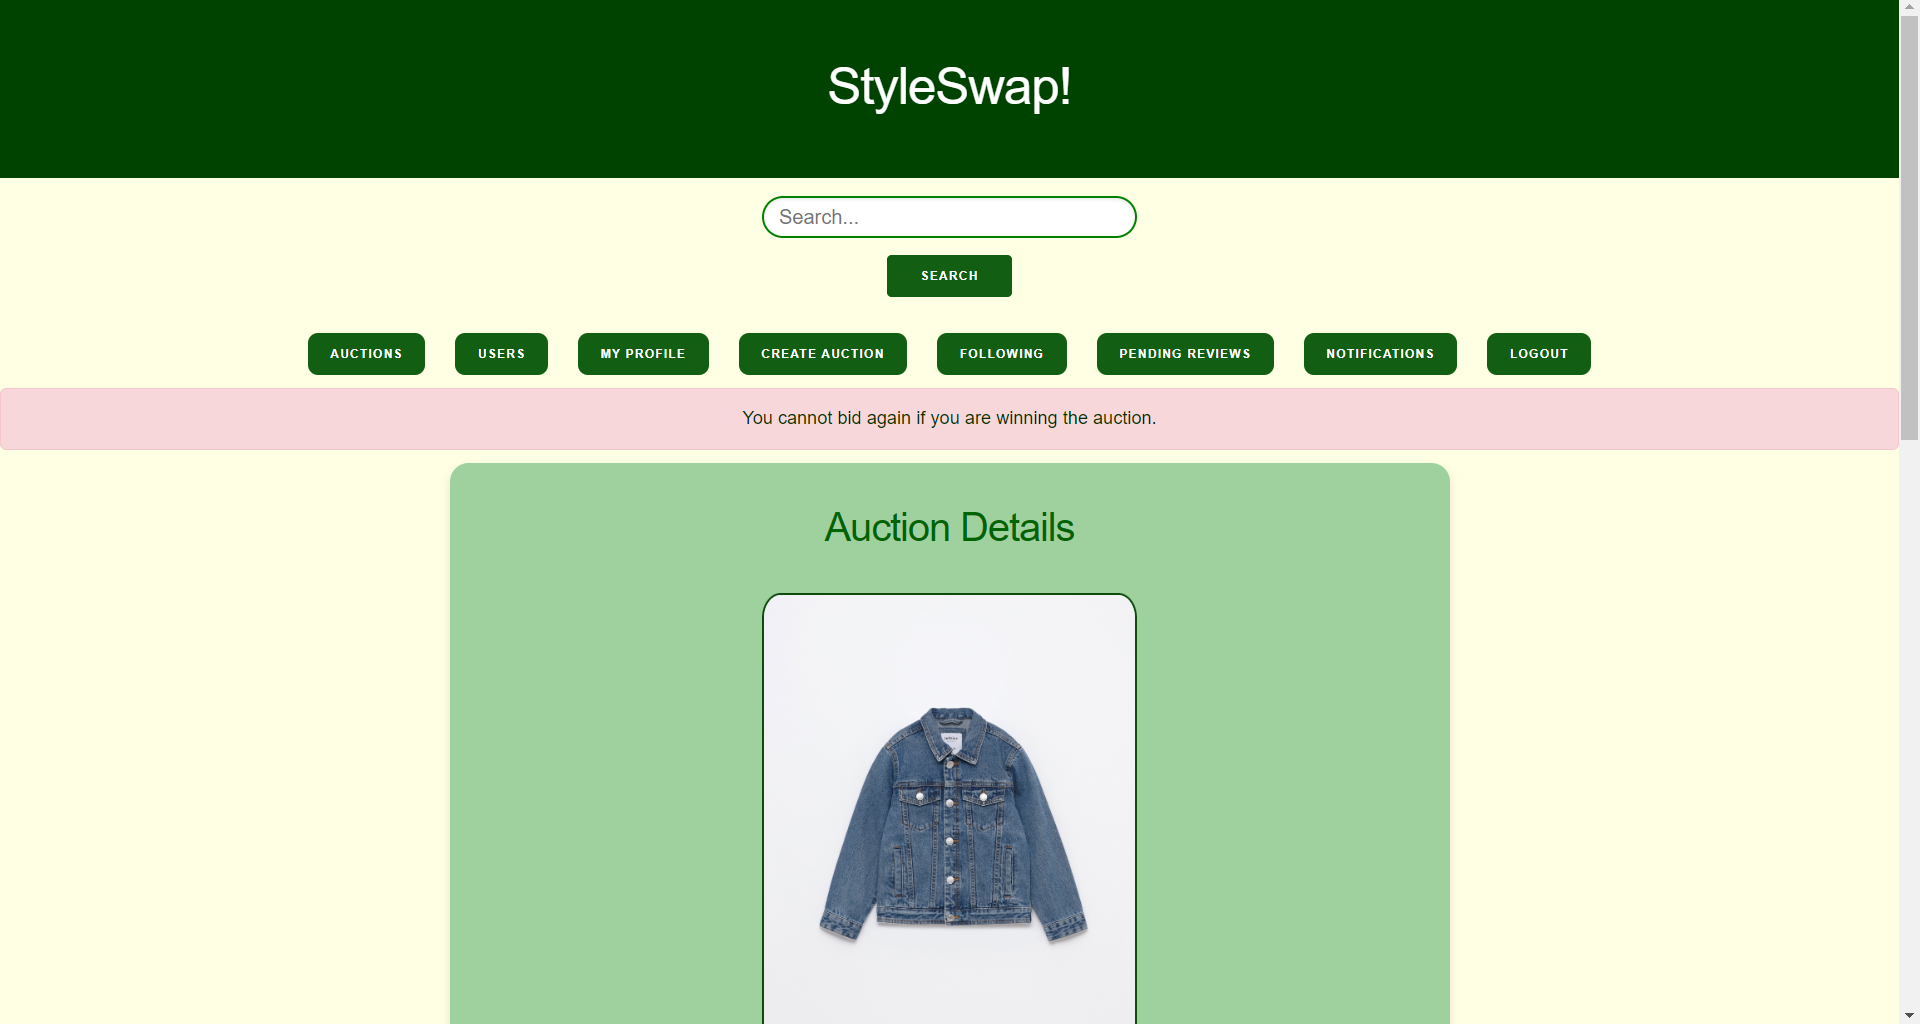 StyleSwap!
Search...
SEARCH
AUCTIONS USERS MY PROFILE CREATE AUCTION FOLLOWING PENDING REVIEWS NOTIFICATIONS LOGOUT
You cannot bid again if you are winning the auction.
Auction Details